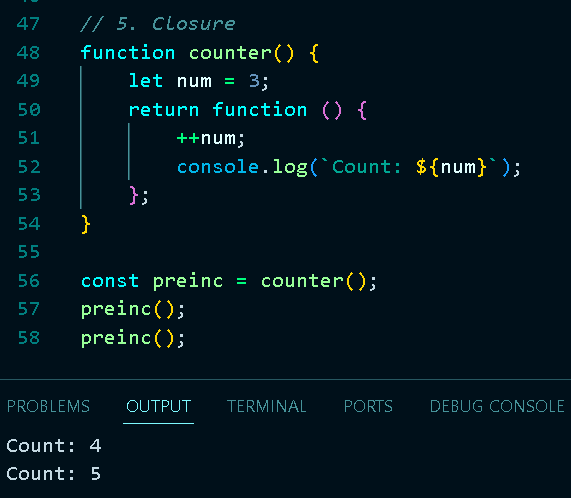 47 // 5. Closure
48 function counter() {
49     let num = 3;
50     return function () {
51         ++num;
52         console.log(`Count: ${num}`);
53     };
54 }
55
56 const preinc = counter();
57 preinc();
58 preinc();
PROBLEMS OUTPUT TERMINAL PORTS DEBUG CONSOLE
Count: 4
Count: 5